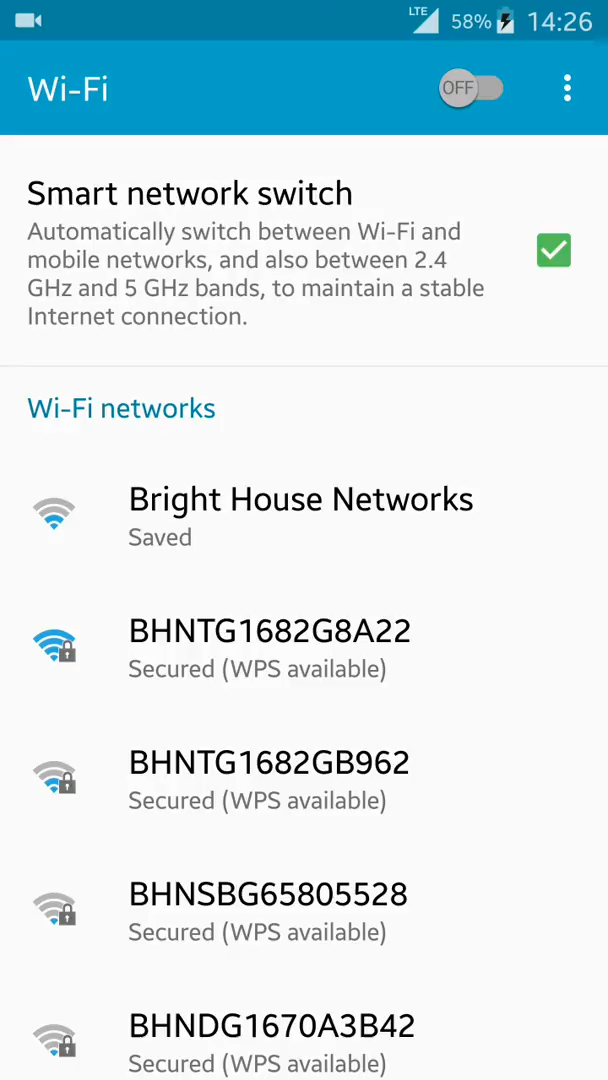 LTE 58% 14:26
Wi-Fi OFF
Smart network switch
Automatically switch between Wi-Fi and
mobile networks, and also between 2.4
GHz and 5 GHz bands, to maintain a stable
Internet connection.
Wi-Fi networks
Bright House Networks
Saved
BHNTG1682G8A22
Secured (WPS available)
BHNTG1682GB962
Secured (WPS available)
BHNSBG65805528
Secured (WPS available)
BHNDG1670A3B42
Secured (WPS available)